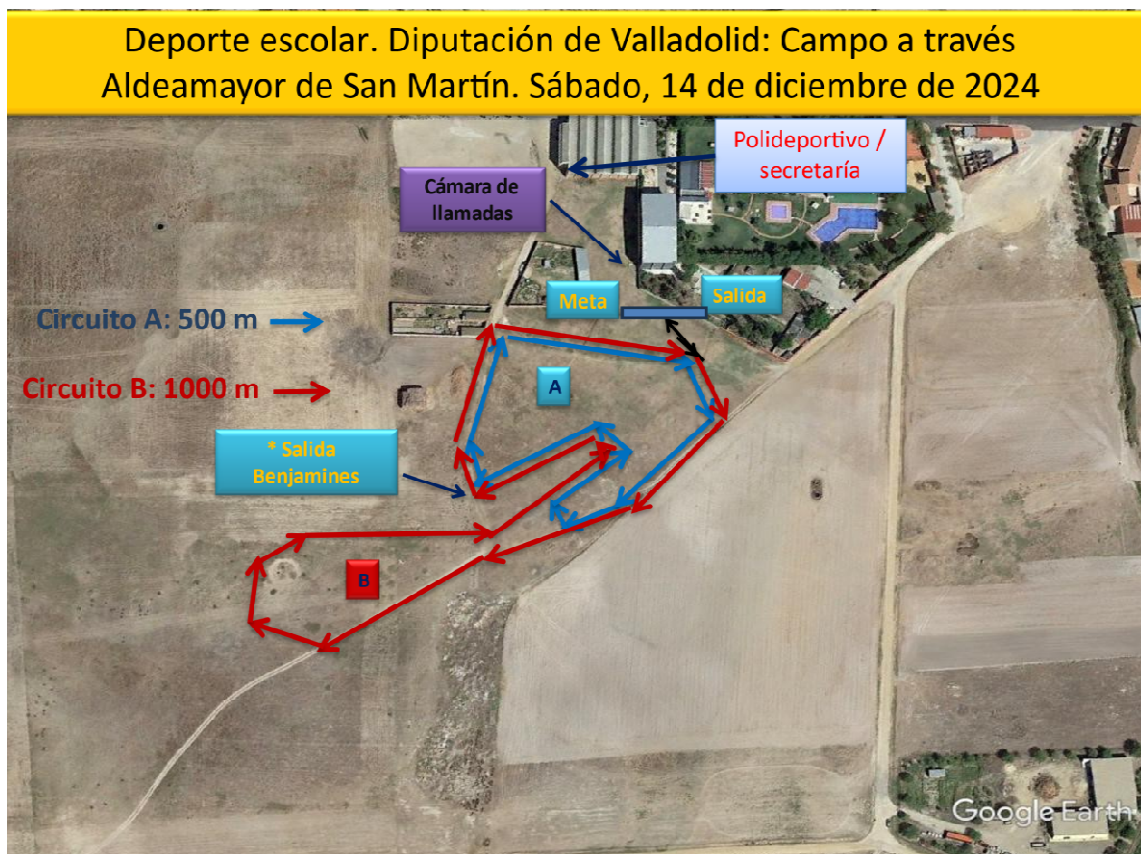 Deporte escolar. Diputación de Valladolid: Campo a través
Aldeamayor de San Martín. Sábado, 14 de diciembre de 2024
Polideportivo /
secretaría
Cámara de
llamadas
Meta
Salida
Circuito A: 500 m
Circuito B: 1000 m
A
* Salida
Benjamines
B
Google Earth